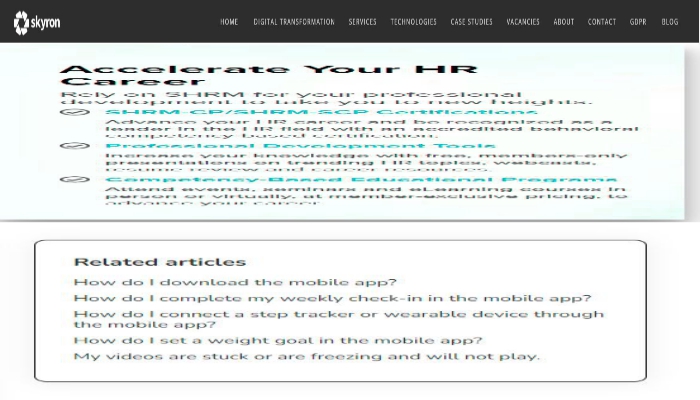 skyron
HOME DIGITAL TRANSFORMATION SERVICES TECHNOLOGIES CASE STUDIES VACANCIES ABOUT CONTACT GDPR BLOG
Accelerate Your HR
Career
Rely on SHRM for your professional
development to take you to new heights.
SHRM-CP/SHRM-SCP Certifications
Advance your HR career and be recognized as a
leader in the HR field with an accredited behavioral
competency-based certification.
Professional Development Tools
Increase your knowledge with free, members-only
presentations on trending HR topics, webcasts,
resume review and career resources.
Competency-Based Educational Programs
Attend events, seminars and eLearning courses in
person or virtually, at member-exclusive pricing, to
advance your career.
Related articles
How do I download the mobile app?
How do I complete my weekly check-in in the mobile app?
How do I connect a step tracker or wearable device through
the mobile app?
How do I set a weight goal in the mobile app?
My videos are stuck or are freezing and will not play.